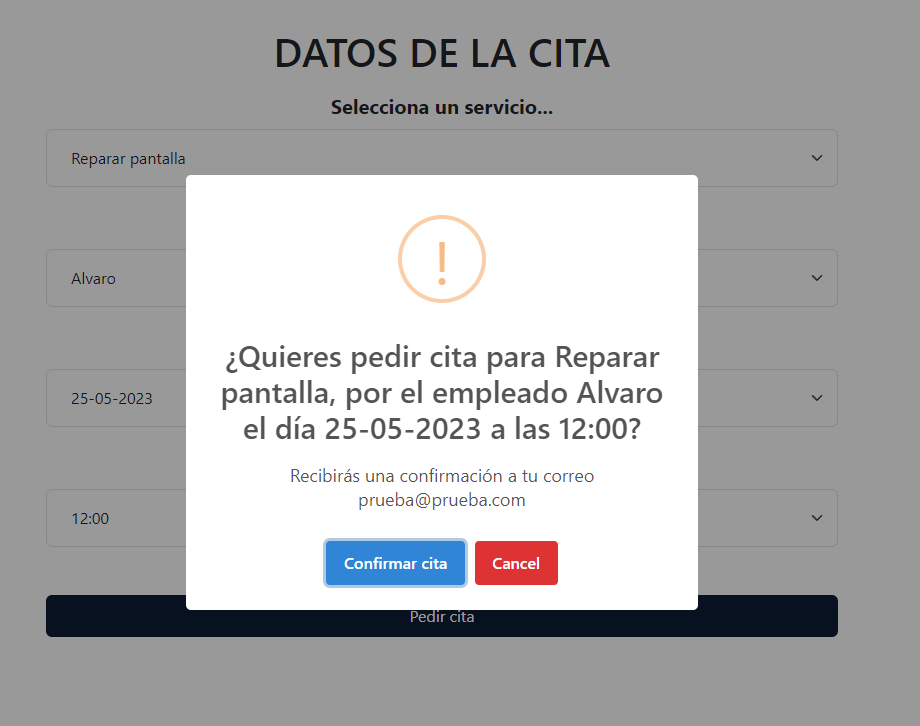 DATOS DE LA CITA
Selecciona un servicio...
Reparar pantalla
Alvaro
25-05-2023
12:00
!
¿Quieres pedir cita para Reparar
pantalla, por el empleado Alvaro
el día 25-05-2023 a las 12:00?
Recibirás una confirmación a tu correo
prueba@prueba.com
Confirmar cita
Cancel
Pedir cita